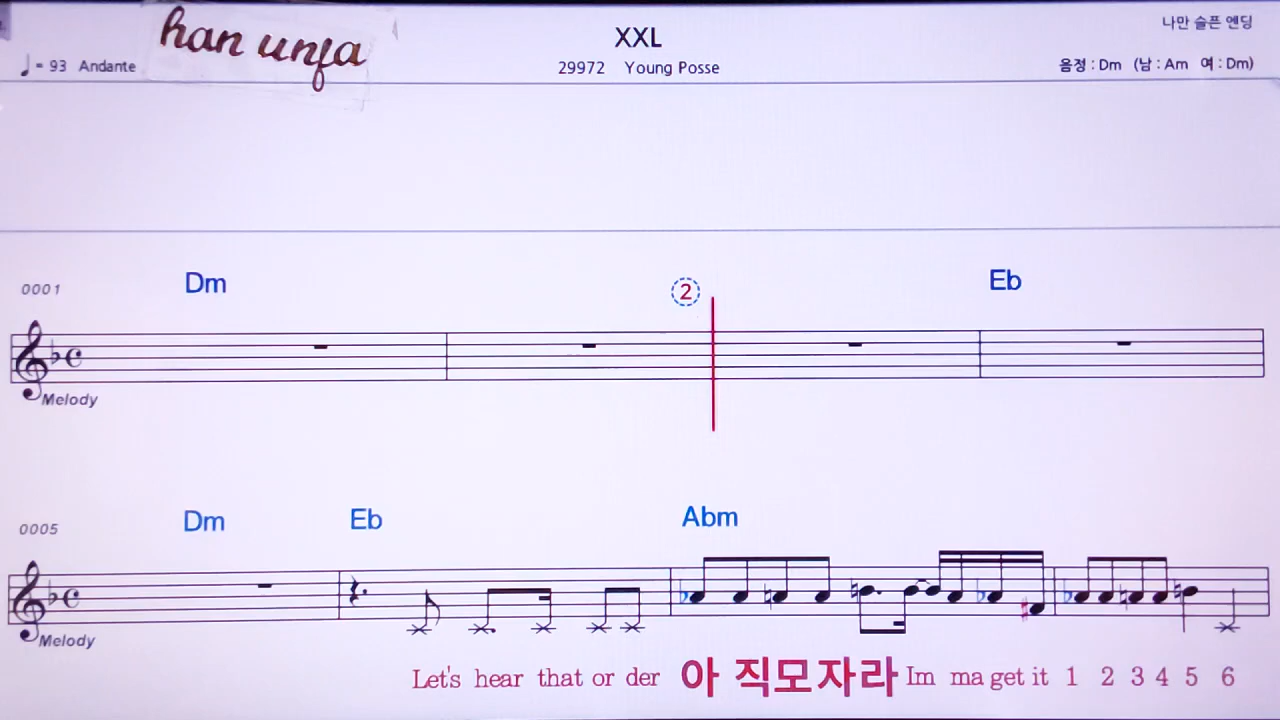 han unfa
XXL
나만 슬픈 엔딩
♩= 93 Andante
29972 Young Posse
음정 : Dm (남 : Am 여 : Dm)
0001
Dm
2
Eb
Melody
0005
Dm Eb Abm
Melody
Let's hear that or der 아 직모자라 Im ma get it 1 2 3 4 5 6